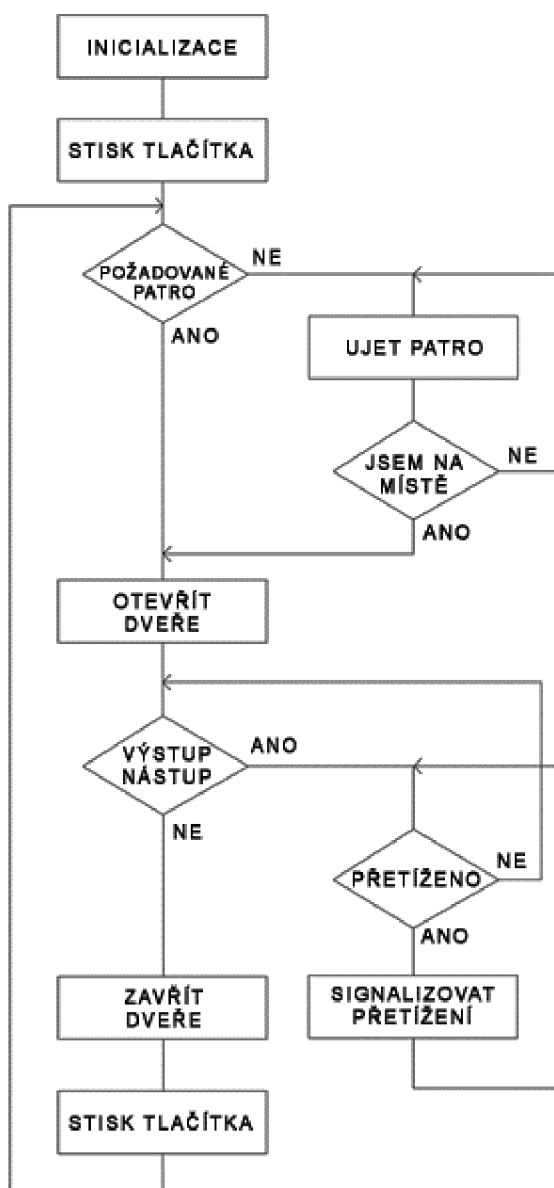 INICIALIZACE
STISK TLAČÍTKA
POŽADOVANÉ
PATRO
NE
ANO
UJET PATRO
JSEM NA
MÍSTĚ
NE
ANO
OTEVŘÍT
DVEŘE
VÝSTUP
NÁSTUP
ANO
NE
PŘETÍŽENO
NE
ANO
ZAVŘÍT
DVEŘE
SIGNALIZOVAT
PŘETÍŽENÍ
STISK TLAČÍTKA